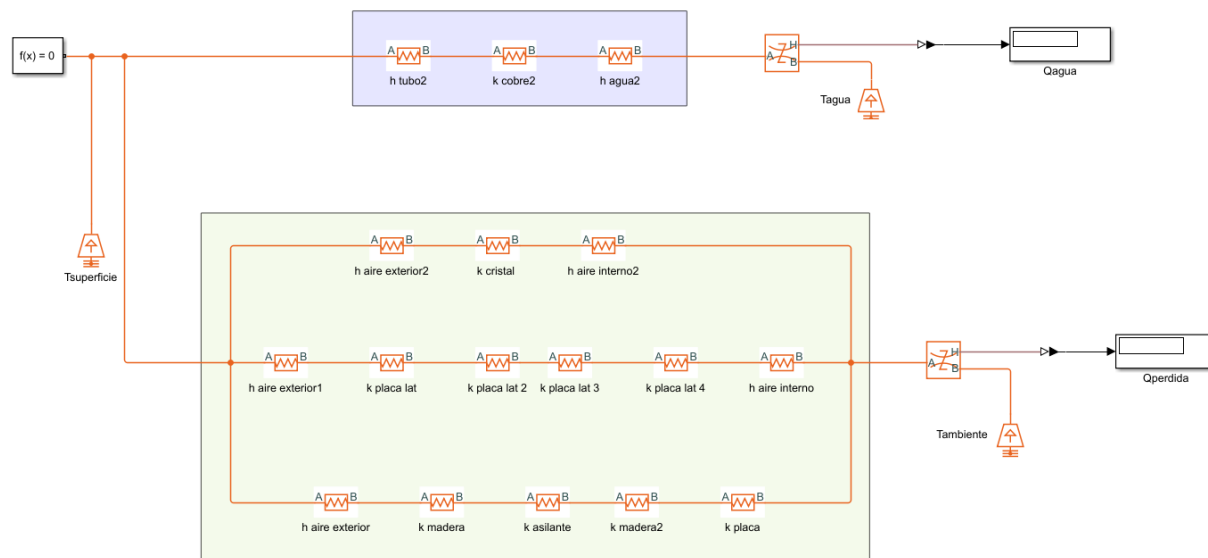 f(x) = 0
A B
h tubo2
A B
k cobre2
A B
h agua2
A
H
B
Tagua
Qagua
Tsuperficie
A B
h aire exterior2
A B
k cristal
A B
h aire interno2
A B
h aire exterior1
A B
k placa lat
A B
k placa lat 2
A B
k placa lat 3
A B
k placa lat 4
A B
h aire interno
A
H
B
Tambiente
Qperdida
A B
h aire exterior
A B
k madera
A B
k asilante
A B
k madera2
A B
k placa